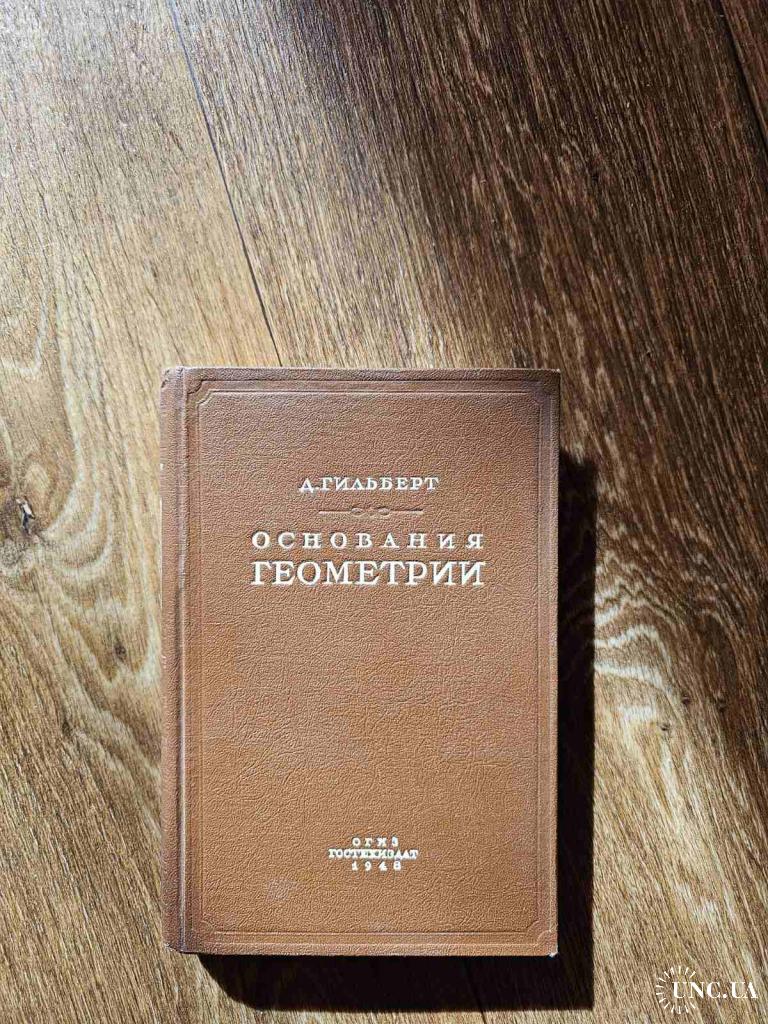 Д. ГИЛЬБЕРТ
ОСНОВАНИЯ
ГЕОМЕТРИИ
ОГИЗ
ГОСТЕХИЗДАТ
1948
UNC.UA